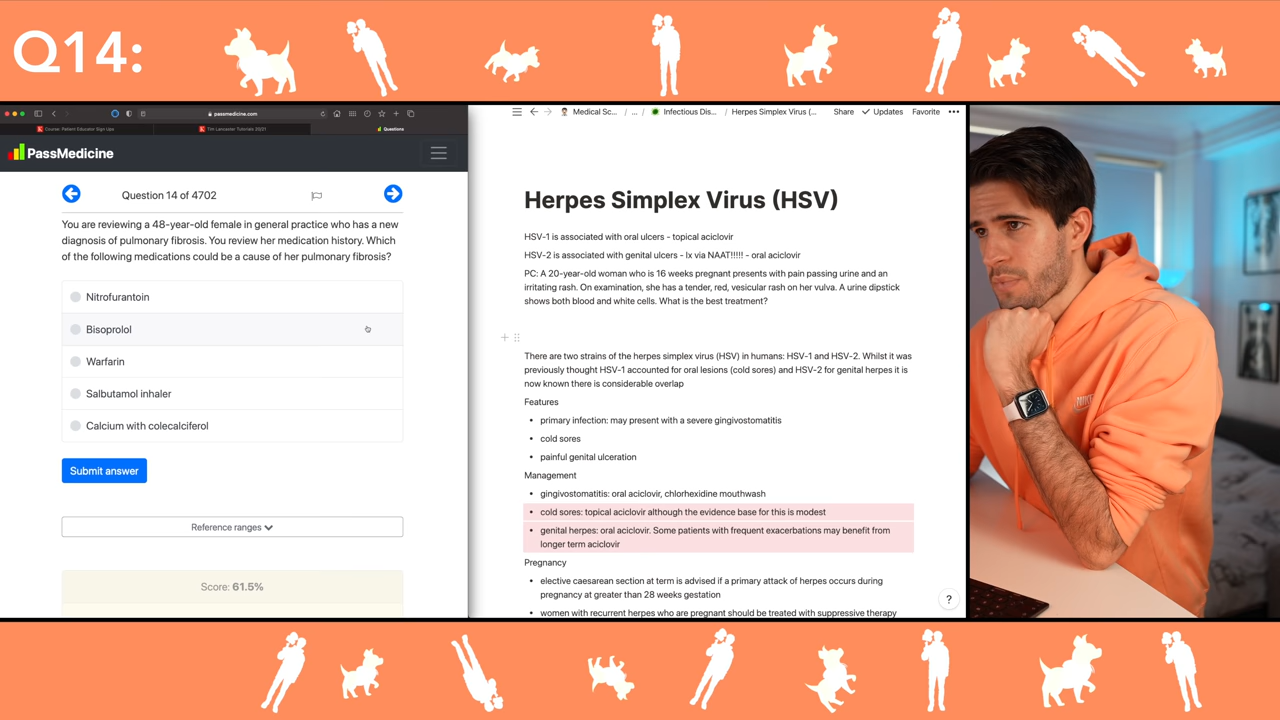 Q14:
passmedicine.com
Course: Patient Educator Sign Ups
Tim Lancaster Tutorials 20/21
Questions
PassMedicine
Question 14 of 4702
You are reviewing a 48-year-old female in general practice who has a new
diagnosis of pulmonary fibrosis. You review her medication history. Which
of the following medications could be a cause of her pulmonary fibrosis?
Nitrofurantoin
Bisoprolol
Warfarin
Salbutamol inhaler
Calcium with colecalciferol
Submit answer
Reference ranges
Score: 61.5%
Medical Sc... / ... / Infectious Dis... / Herpes Simplex Virus (... Share Updates Favorite
Herpes Simplex Virus (HSV)
HSV-1 is associated with oral ulcers - topical aciclovir
HSV-2 is associated with genital ulcers - Ix via NAAT!!!!! - oral aciclovir
PC: A 20-year-old woman who is 16 weeks pregnant presents with pain passing urine and an
irritating rash. On examination, she has a tender, red, vesicular rash on her vulva. A urine dipstick
shows both blood and white cells. What is the best treatment?
There are two strains of the herpes simplex virus (HSV) in humans: HSV-1 and HSV-2. Whilst it was
previously thought HSV-1 accounted for oral lesions (cold sores) and HSV-2 for genital herpes it is
now known there is considerable overlap
Features
• primary infection: may present with a severe gingivostomatitis
• cold sores
• painful genital ulceration
Management
• gingivostomatitis: oral aciclovir, chlorhexidine mouthwash
• cold sores: topical aciclovir although the evidence base for this is modest
• genital herpes: oral aciclovir. Some patients with frequent exacerbations may benefit from
longer term aciclovir
Pregnancy
• elective caesarean section at term is advised if a primary attack of herpes occurs during
pregnancy at greater than 28 weeks gestation
• women with recurrent herpes who are pregnant should be treated with suppressive therapy
?
NIKE